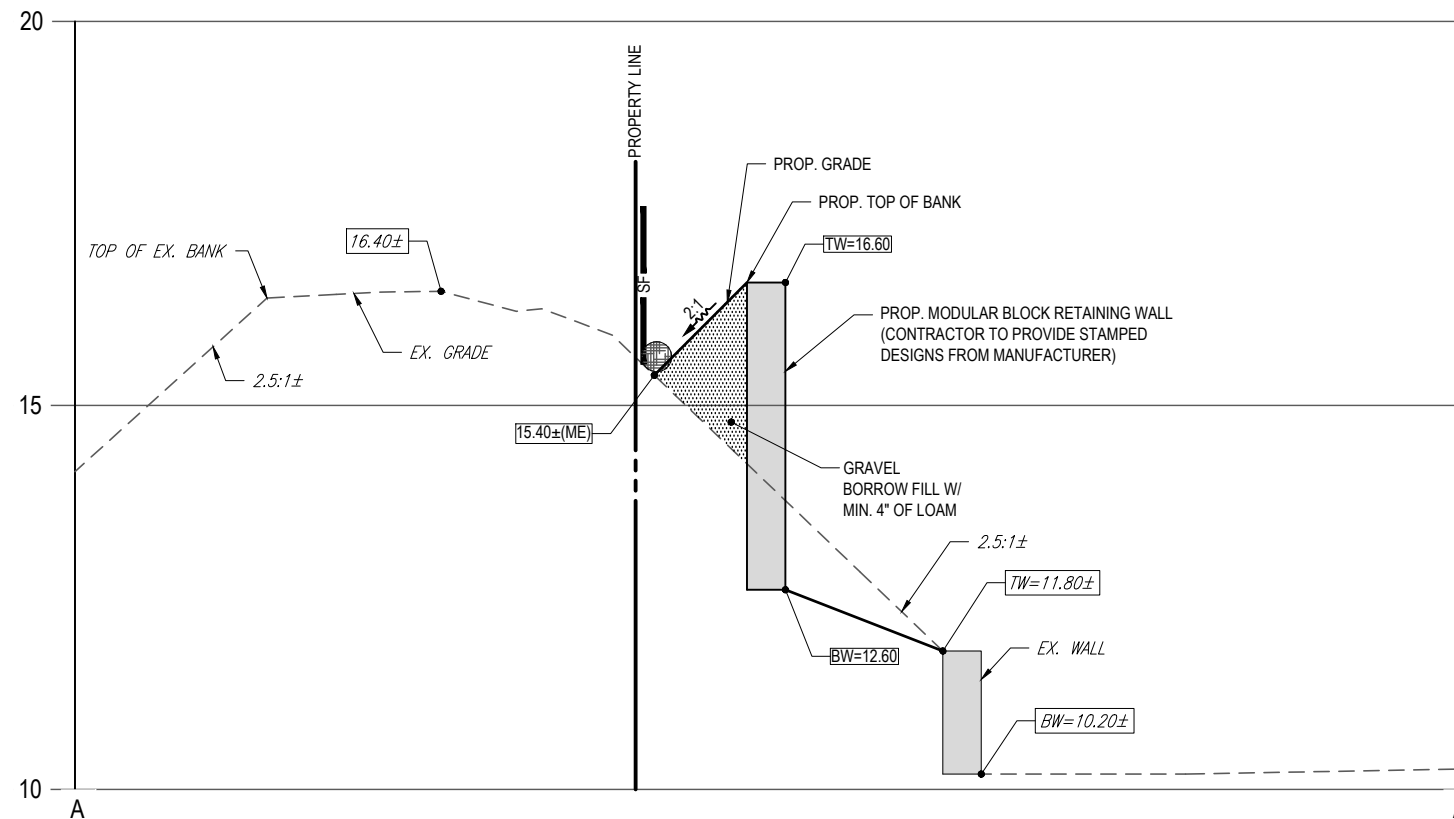 20
PROPERTY LINE
PROP. GRADE
PROP. TOP OF BANK
16.40±
TOP OF EX. BANK
TW=16.60
SF
2:1
PROP. MODULAR BLOCK RETAINING WALL
(CONTRACTOR TO PROVIDE STAMPED
DESIGNS FROM MANUFACTURER)
EX. GRADE
2.5:1±
15
15.40±(ME)
GRAVEL
BORROW FILL W/
MIN. 4" OF LOAM
2.5:1±
TW=11.80±
BW=12.60
EX. WALL
BW=10.20±
10
A